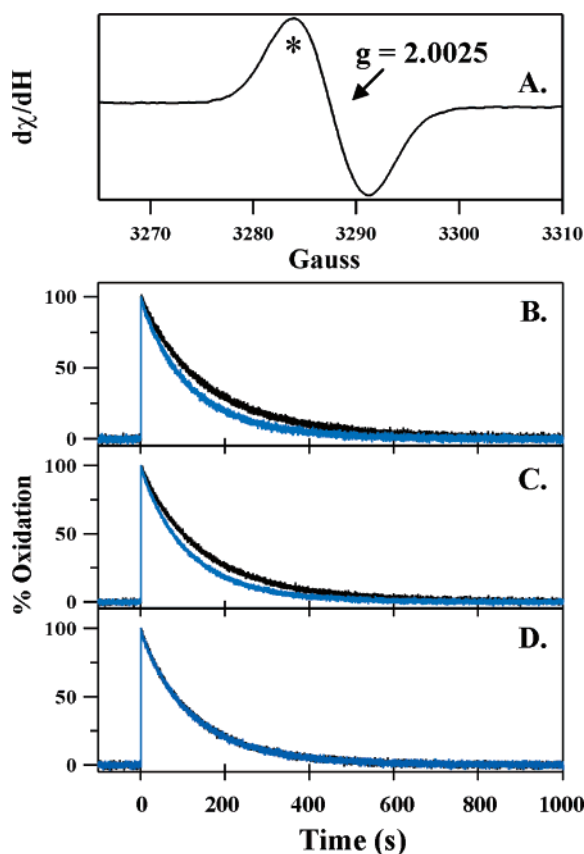 dχ/dH
*
g = 2.0025
A.
3270 3280 3290 3300 3310
Gauss
% Oxidation
100
50
0
B.
100
50
0
C.
100
50
0
D.
0 200 400 600 800 1000
Time (s)